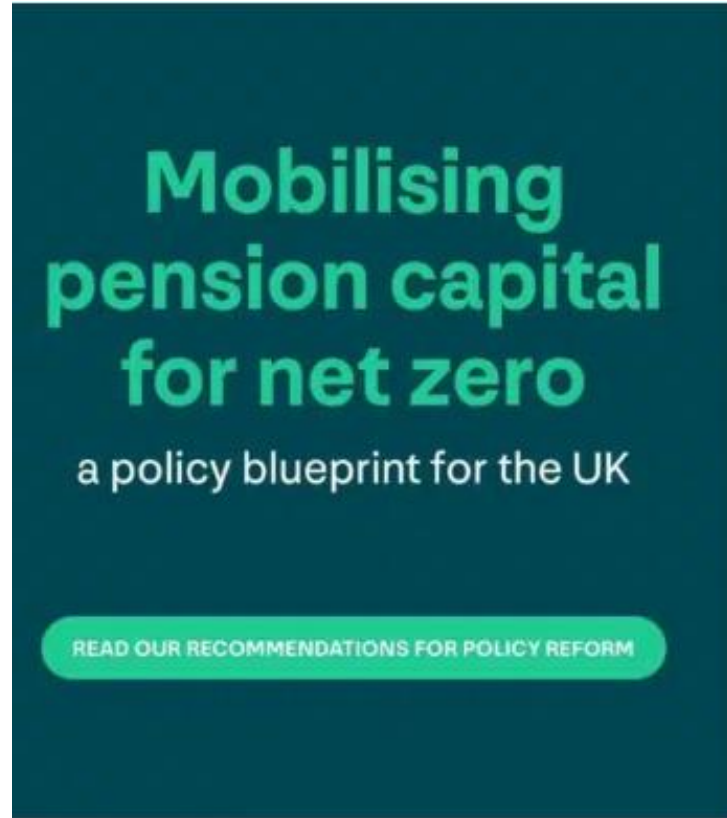 Mobilising
pension capital
for net zero
a policy blueprint for the UK
READ OUR RECOMMENDATIONS FOR POLICY REFORM